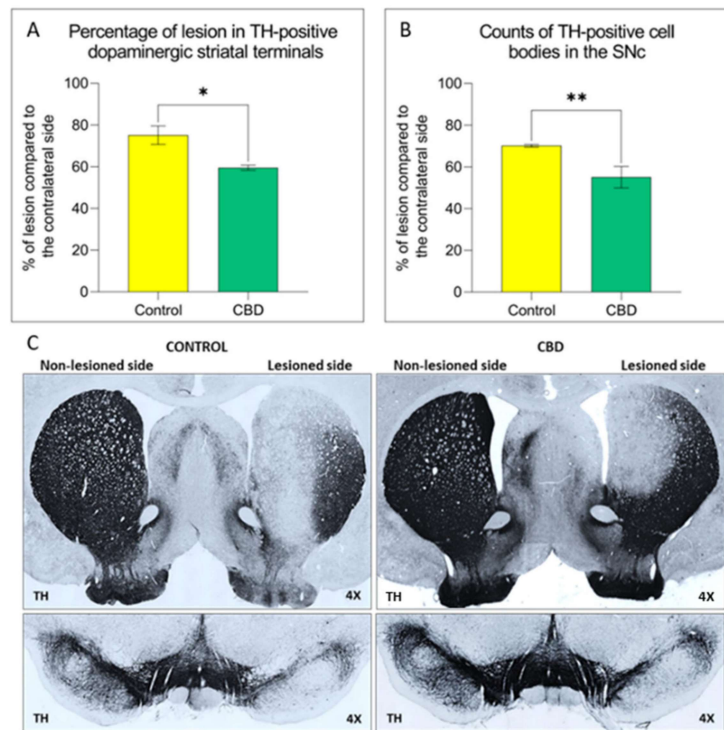 A
Percentage of lesion in TH-positive
dopaminergic striatal terminals
% of lesion compared to
the contralateral side
100
80
60
40
20
0
*
Control
CBD
B
Counts of TH-positive cell
bodies in the SNc
% of lesion compared to
the contralateral side
100
80
60
40
20
0
**
Control
CBD
C
CONTROL
Non-lesioned side
Lesioned side
TH
4X
TH
4X
CBD
Non-lesioned side
Lesioned side
TH
4X
TH
4X